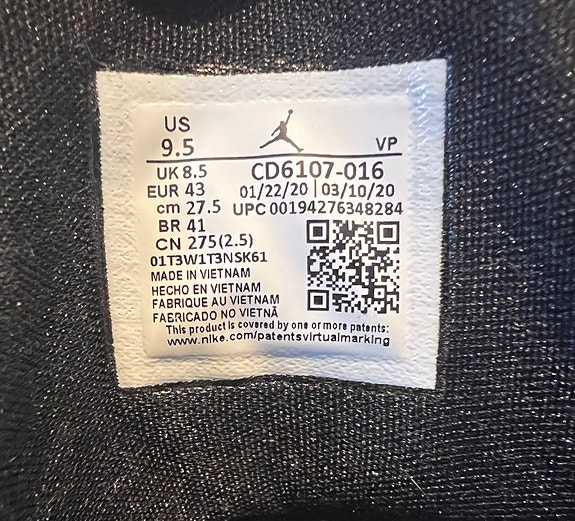 US
9.5 VP
UK 8.5 CD6107-016
EUR 43 01/22/20 | 03/10/20
cm 27.5 UPC 00194276348284
BR 41
CN 275(2.5)
01T3W1T3NSK61
MADE IN VIETNAM
HECHO EN VIETNAM
FABRIQUE AU VIETNAM
FABRICADO NO VIETNÃ
This product is covered by one or more patents:
www.nike.com/patentsvirtualmarking